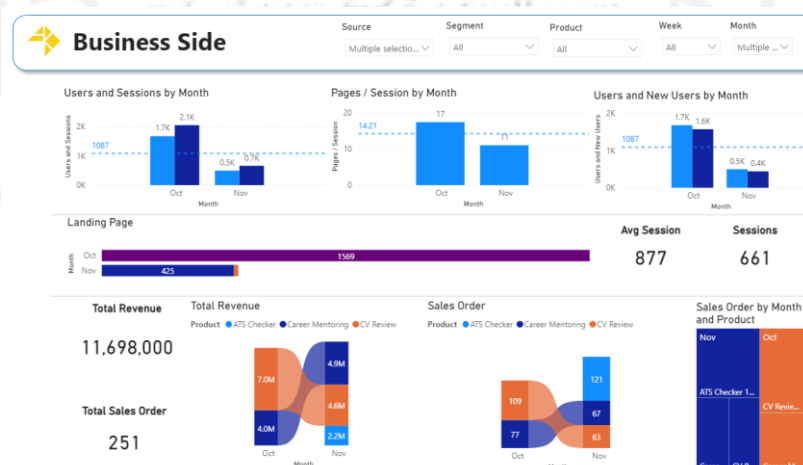 Business Side
Source
Segment
Product
Week
Month
Multiple selectio...
All
All
All
Multiple ...
Users and Sessions by Month
Users and Sessions
2K
1K
0K
1087
1.7K
2.1K
0.5K
0.7K
Oct
Nov
Month
Pages / Session by Month
Pages / Session
20
0
14.21
17
11
Oct
Nov
Month
Users and New Users by Month
Users and New Users
2K
1K
0K
1087
1.7K
1.6K
0.5K
0.4K
Oct
Nov
Month
Landing Page
Month
Oct
1569
Nov
425
Avg Session
877
Sessions
661
Total Revenue
11,698,000
Total Sales Order
251
Total Revenue
Product ATS Checker Career Mentoring CV Review
7.0M
4.0M
4.9M
4.6M
2.2M
Oct
Nov
Month
Sales Order
Product ATS Checker Career Mentoring CV Review
109
77
121
67
63
Oct
Nov
Sales Order by Month
and Product
Nov
Oct
ATS Checker 1...
CV Revie...